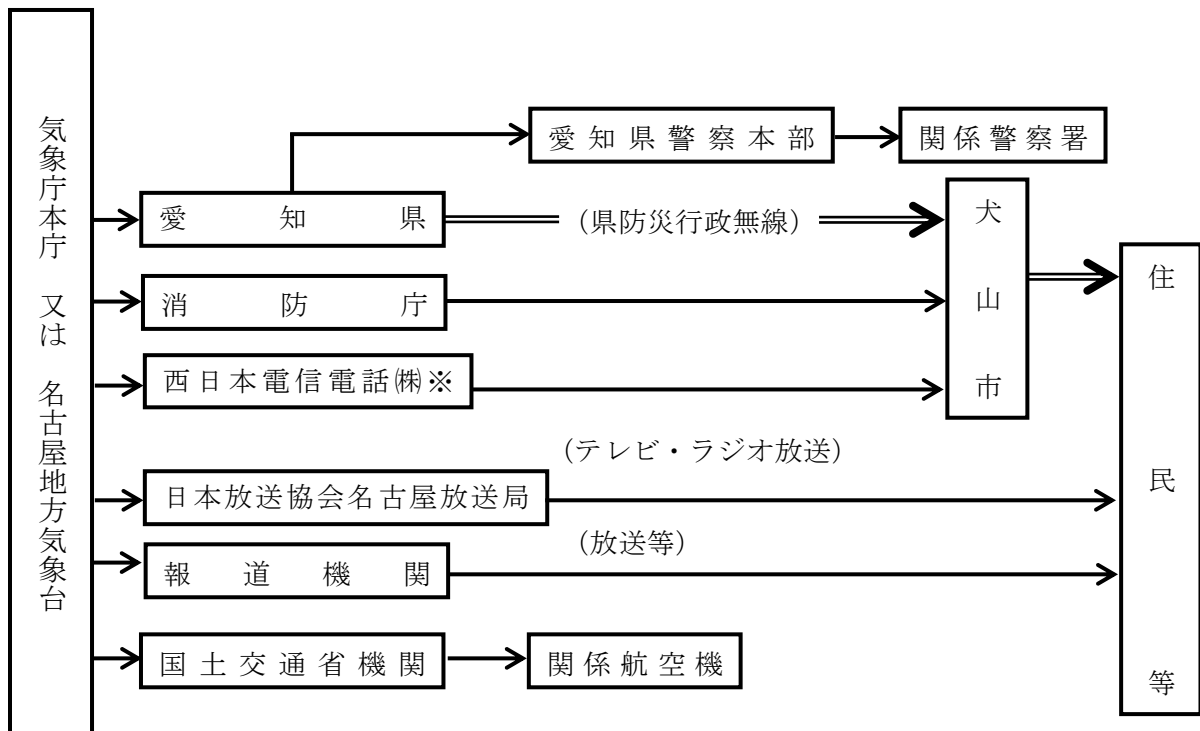 気象庁本庁 又は 名古屋地方気象台
愛知県警察本部
関係警察署
愛知県
(県防災行政無線)
犬山市
消防庁
住民等
西日本電信電話㈱※
(テレビ・ラジオ放送)
日本放送協会名古屋放送局
(放送等)
報道機関
国土交通省機関
関係航空機